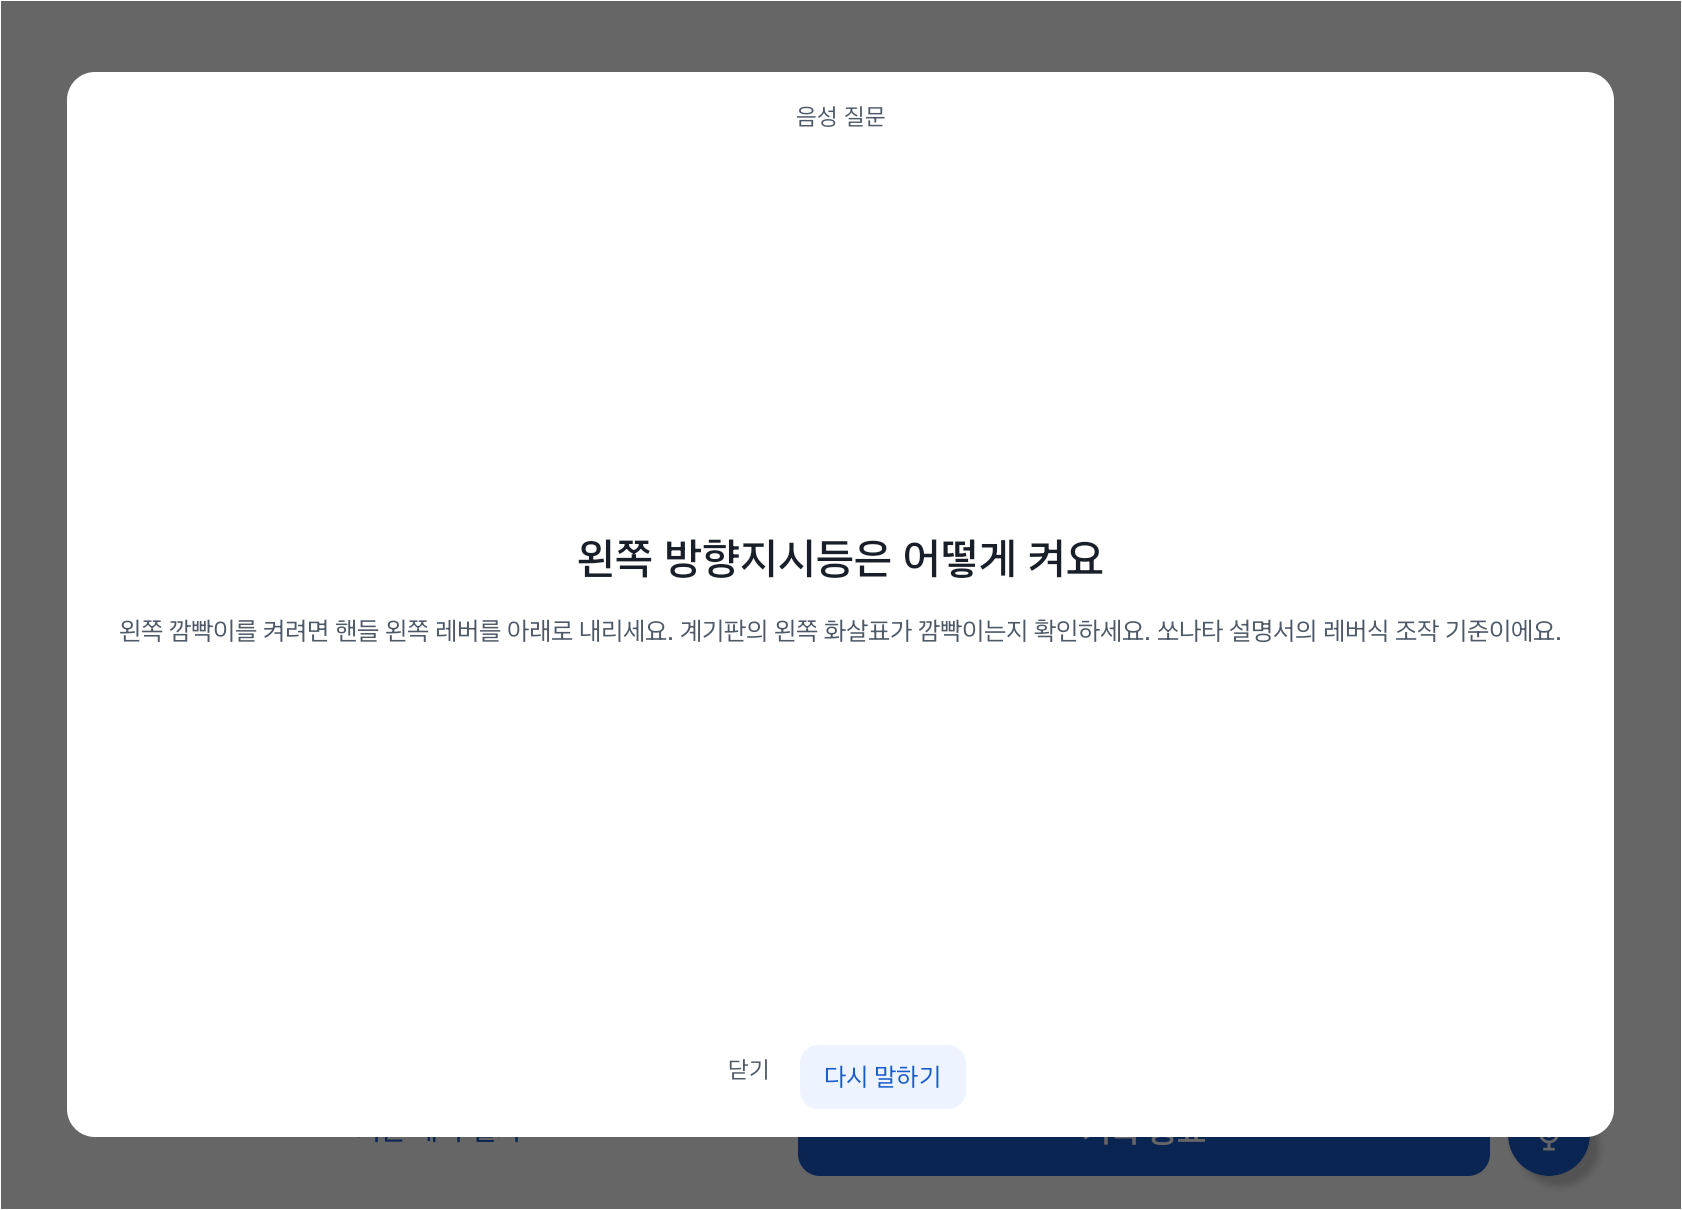 음성 질문
왼쪽 방향지시등은 어떻게 켜요
왼쪽 깜빡이를 켜려면 핸들 왼쪽 레버를 아래로 내리세요. 계기판의 왼쪽 화살표가 깜빡이는지 확인하세요. 쏘나타 설명서의 레버식 조작 기준이에요.
닫기
다시 말하기